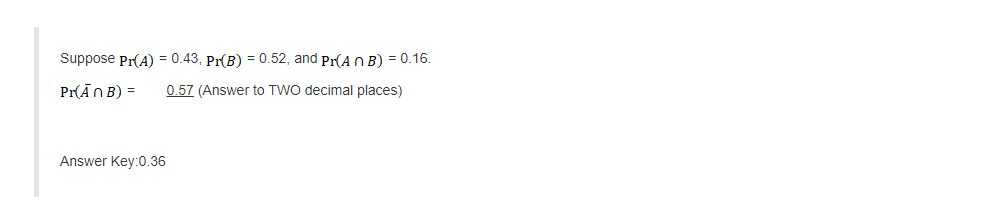 Suppose Pr(A) = 0.43, Pr(B) = 0.52, and Pr(A ∩ B) = 0.16.
Pr(Ā ∩ B) = 0.57 (Answer to TWO decimal places)
Answer Key:0.36